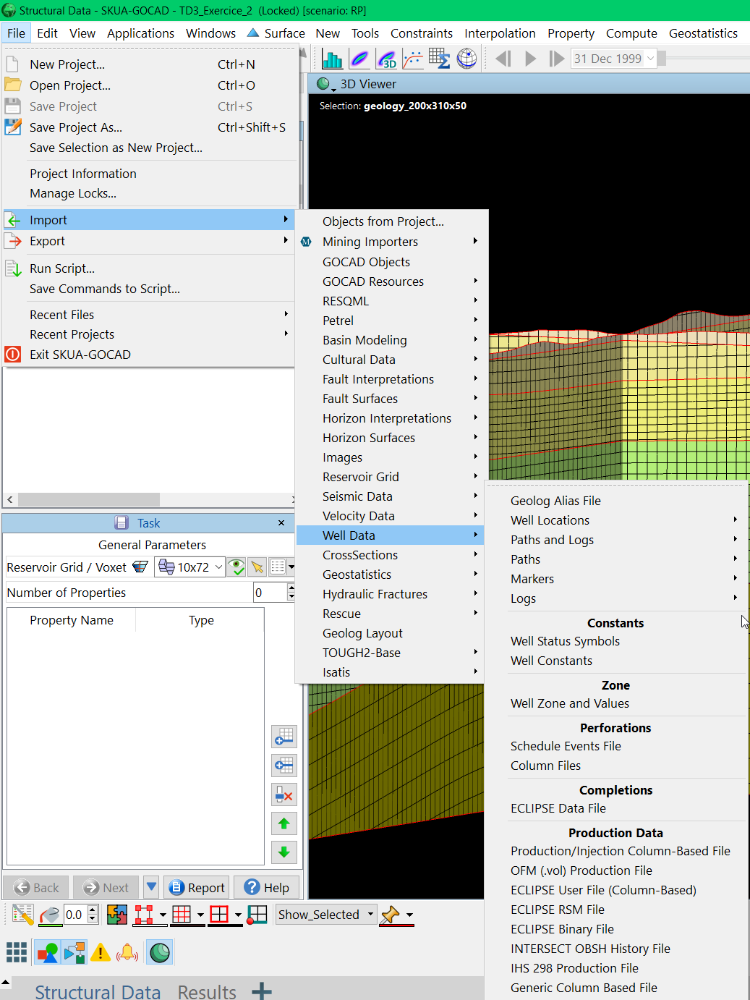 Structural Data - SKUA-GOCAD - TD3_Exercice_2 (Locked) [scenario: RP]
File Edit View Applications Windows Surface New Tools Constraints Interpolation Property Compute Geostatistics
3D
31 Dec 1999
3D Viewer
Selection: geology_200x310x50
New Project... Ctrl+N
Open Project... Ctrl+O
Save Project Ctrl+S
Save Project As... Ctrl+Shift+S
Save Selection as New Project...
Project Information
Manage Locks...
Import
Export
Run Script...
Save Commands to Script...
Recent Files
Recent Projects
Exit SKUA-GOCAD
Objects from Project...
M Mining Importers
GOCAD Objects
GOCAD Resources
RESQML
Petrel
Basin Modeling
Cultural Data
Fault Interpretations
Fault Surfaces
Horizon Interpretations
Horizon Surfaces
Images
Reservoir Grid
Seismic Data
Velocity Data
Well Data
CrossSections
Geostatistics
Hydraulic Fractures
Rescue
Geolog Layout
TOUGH2-Base
Isatis
Geolog Alias File
Well Locations
Paths and Logs
Paths
Markers
Logs
Constants
Well Status Symbols
Well Constants
Zone
Well Zone and Values
Perforations
Schedule Events File
Column Files
Completions
ECLIPSE Data File
Production Data
Production/Injection Column-Based File
OFM (.vol) Production File
ECLIPSE User File (Column-Based)
ECLIPSE RSM File
ECLIPSE Binary File
INTERSECT OBSH History File
IHS 298 Production File
Generic Column Based File
Task
General Parameters
Reservoir Grid / Voxet 10x72
Number of Properties 0
Property Name Type
Back Next Report Help
0.0 Show_Selected
Structural Data Results